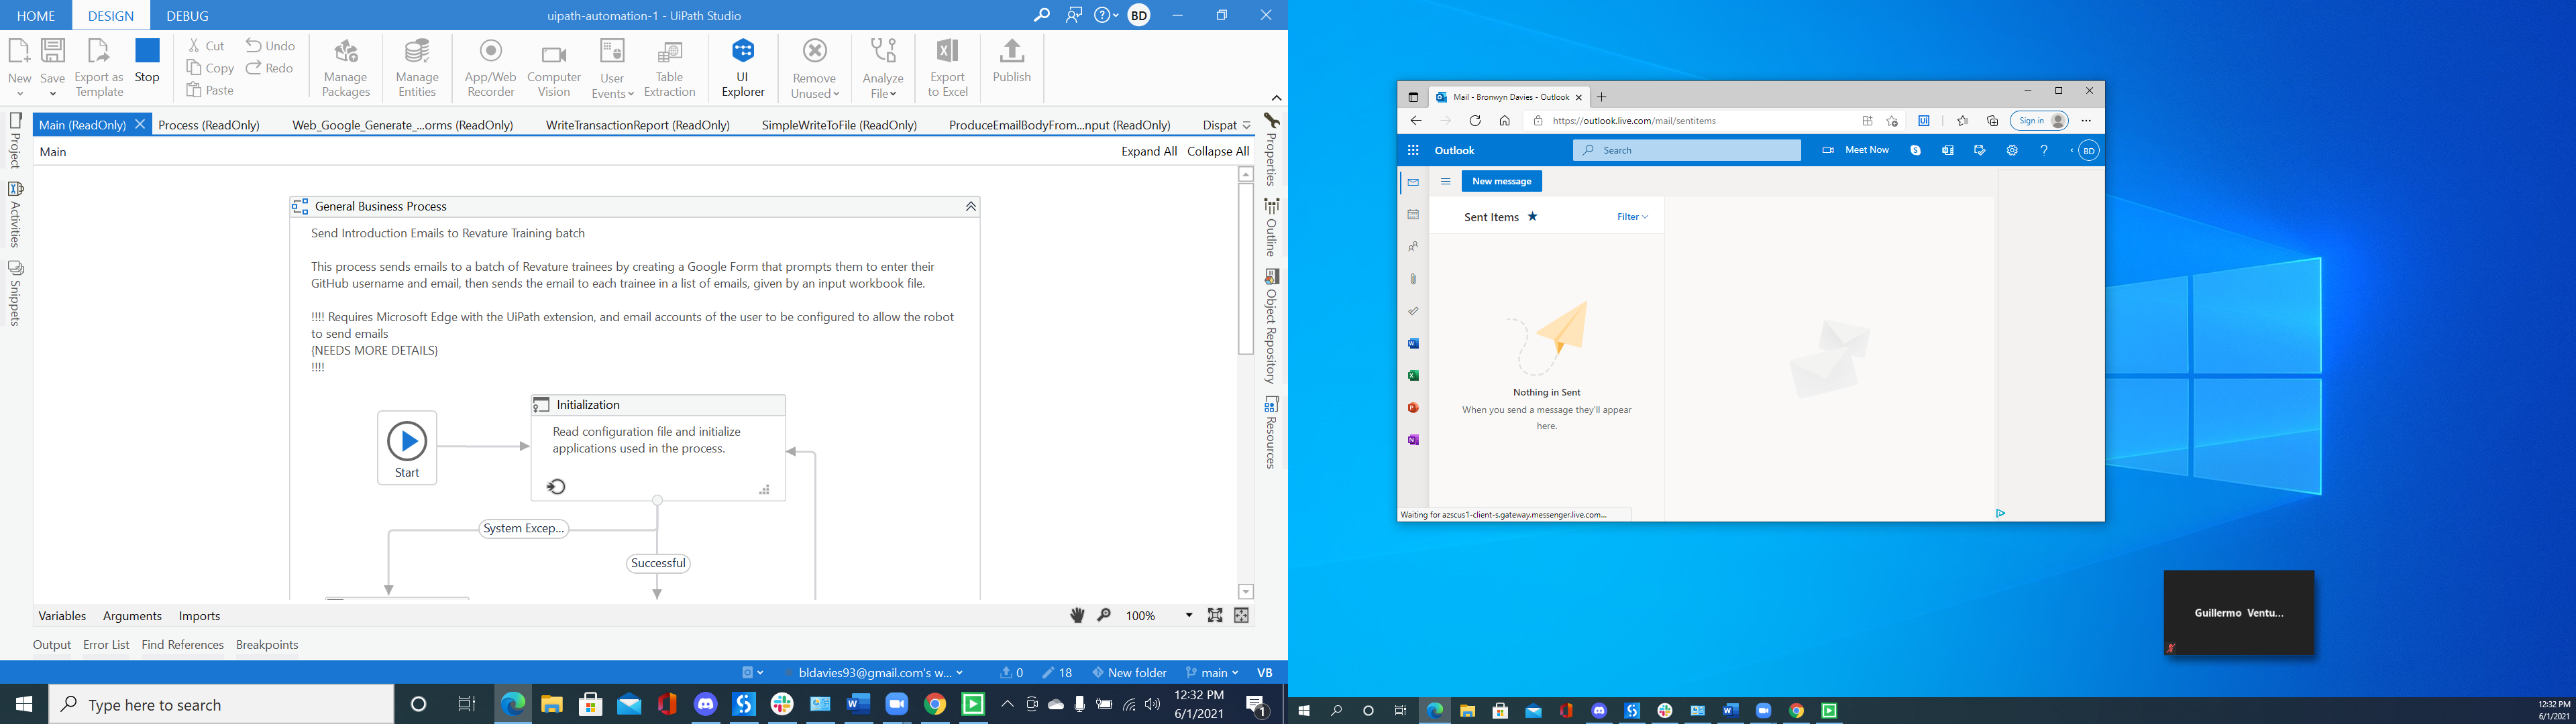 HOME DESIGN DEBUG
uipath-automation-1 - UiPath Studio
BD
New
Save
Export as
Template
Stop
Cut
Copy
Paste
Undo
Redo
Manage
Packages
Manage
Entities
App/Web
Recorder
Computer
Vision
User
Events
Table
Extraction
UI
Explorer
Remove
Unused
Analyze
File
Export
to Excel
Publish
Main (ReadOnly)
Process (ReadOnly)
Web_Google_Generate_...orms (ReadOnly)
WriteTransactionReport (ReadOnly)
SimpleWriteToFile (ReadOnly)
ProduceEmailBodyFrom...nput (ReadOnly)
Dispat
Project
Activities
Snippets
Main
Expand All Collapse All
General Business Process
Send Introduction Emails to Revature Training batch
This process sends emails to a batch of Revature trainees by creating a Google Form that prompts them to enter their
GitHub username and email, then sends the email to each trainee in a list of emails, given by an input workbook file.
!!!! Requires Microsoft Edge with the UiPath extension, and email accounts of the user to be configured to allow the robot
to send emails
{NEEDS MORE DETAILS}
!!!!
Start
Initialization
Read configuration file and initialize
applications used in the process.
System Excep...
Successful
Properties
Outline
Object Repository
Resources
Variables Arguments Imports
100%
Output Error List Find References Breakpoints
bldavies93@gmail.com's w...
0
18
New folder
main
VB
Type here to search
12:32 PM
6/1/2021
1
Mail - Bronwyn Davies - Outlook
https://outlook.live.com/mail/sentitems
Sign in
Outlook
Search
Meet Now
BD
New message
Sent Items
Filter
Nothing in Sent
When you send a message they'll appear
here.
Waiting for azscus1-client-s.gateway.messenger.live.com...
Guillermo Ventu...
12:32 PM
6/1/2021